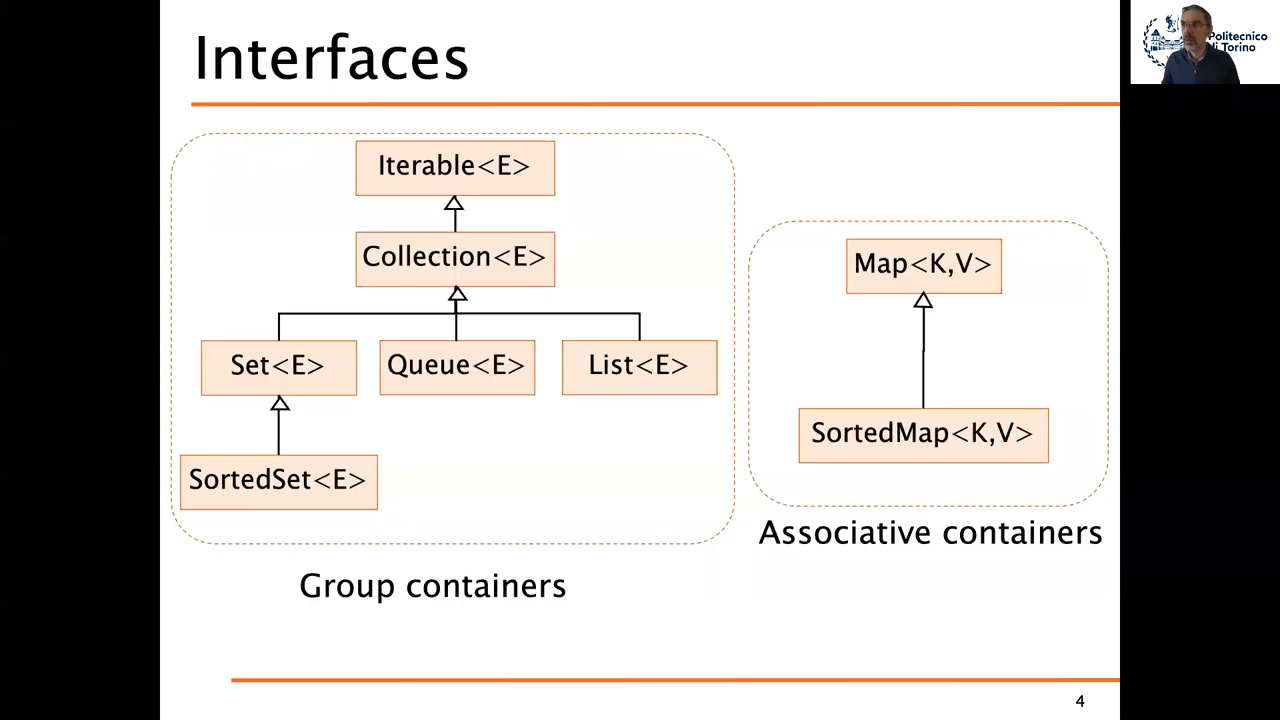 Interfaces
Politecnico
di Torino
Iterable<E>
Collection<E>
Set<E>
Queue<E>
List<E>
SortedSet<E>
Group containers
Map<K,V>
SortedMap<K,V>
Associative containers
4